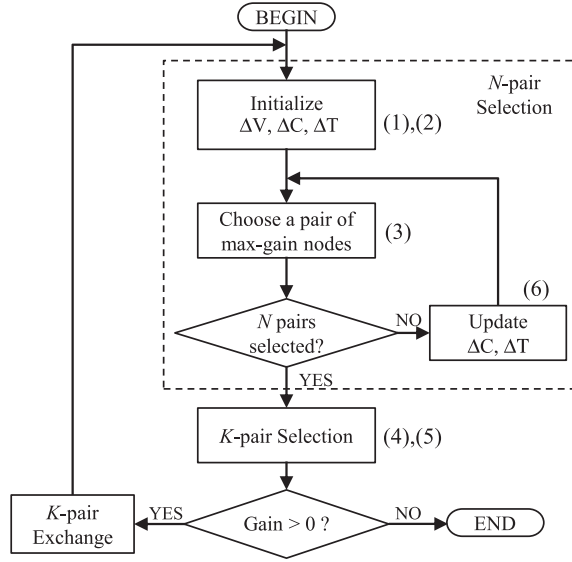 BEGIN
N-pair
Selection
Initialize
ΔV, ΔC, ΔT
(1),(2)
Choose a pair of
max-gain nodes
(3)
(6)
N pairs
selected?
NO
Update
ΔC, ΔT
YES
K-pair Selection
(4),(5)
K-pair
Exchange
YES
Gain > 0 ?
NO
END